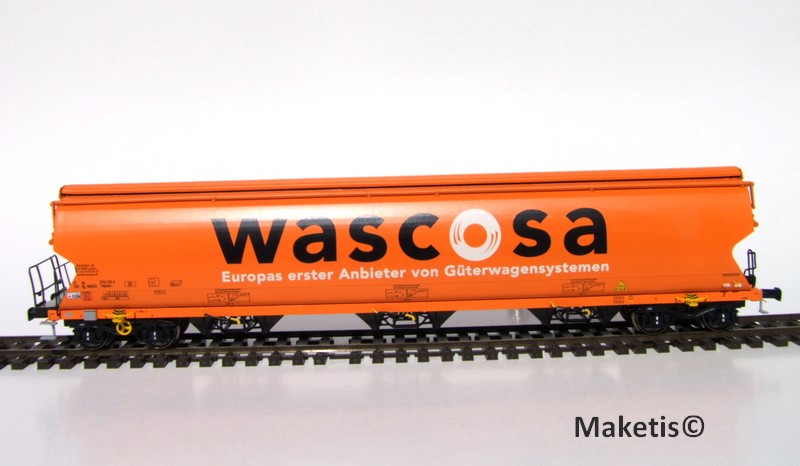 wascosa
Europas erster Anbieter von Güterwagensystemen
Maketis©